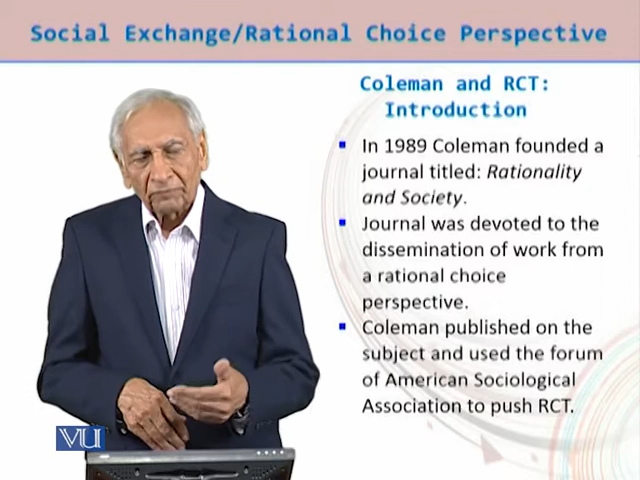 Social Exchange/Rational Choice Perspective
Coleman and RCT:
Introduction
In 1989 Coleman founded a
journal titled: Rationality
and Society.
Journal was devoted to the
dissemination of work from
a rational choice
perspective.
Coleman published on the
subject and used the forum
of American Sociological
Association to push RCT.
VU